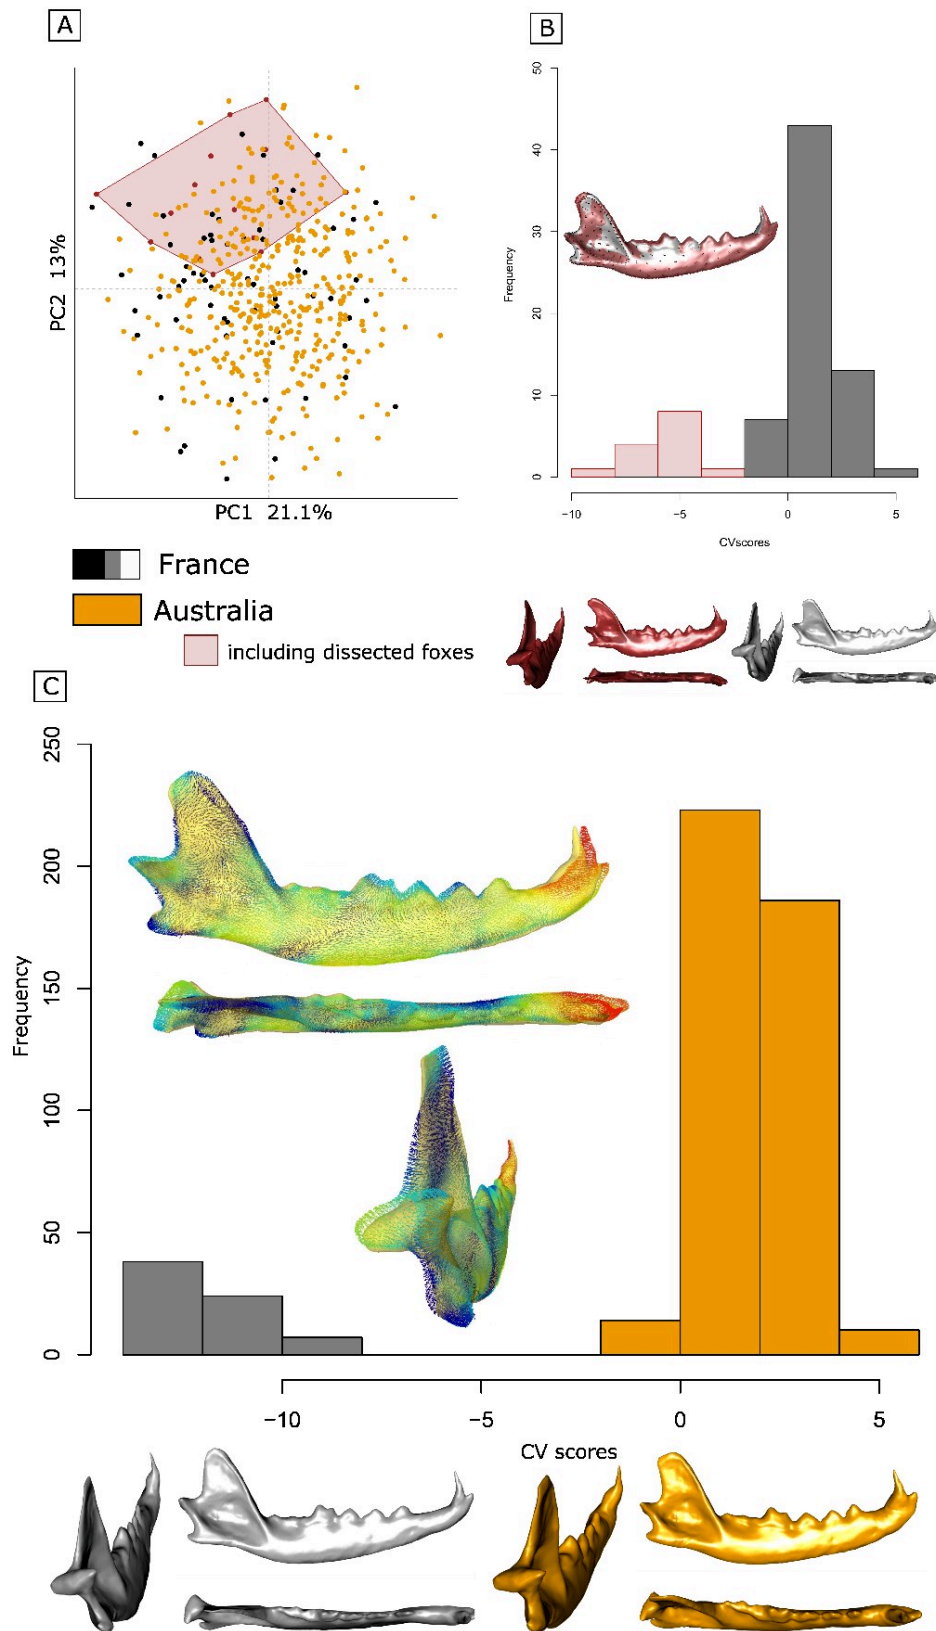 A
PC2 13%
PC1 21.1%
B
50
40
30
20
10
0
Frequency
−10
−5
0
5
CVscores
France
Australia
including dissected foxes
C
250
200
150
100
50
0
Frequency
−10
−5
0
5
CV scores